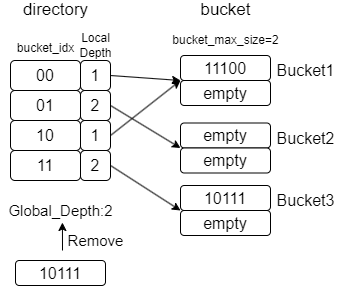 directory
bucket
bucket_idx
Local
Depth
bucket_max_size=2
00 1
01 2
10 1
11 2
11100
empty
Bucket1
empty
empty
Bucket2
10111
empty
Bucket3
Global_Depth:2
Remove
10111